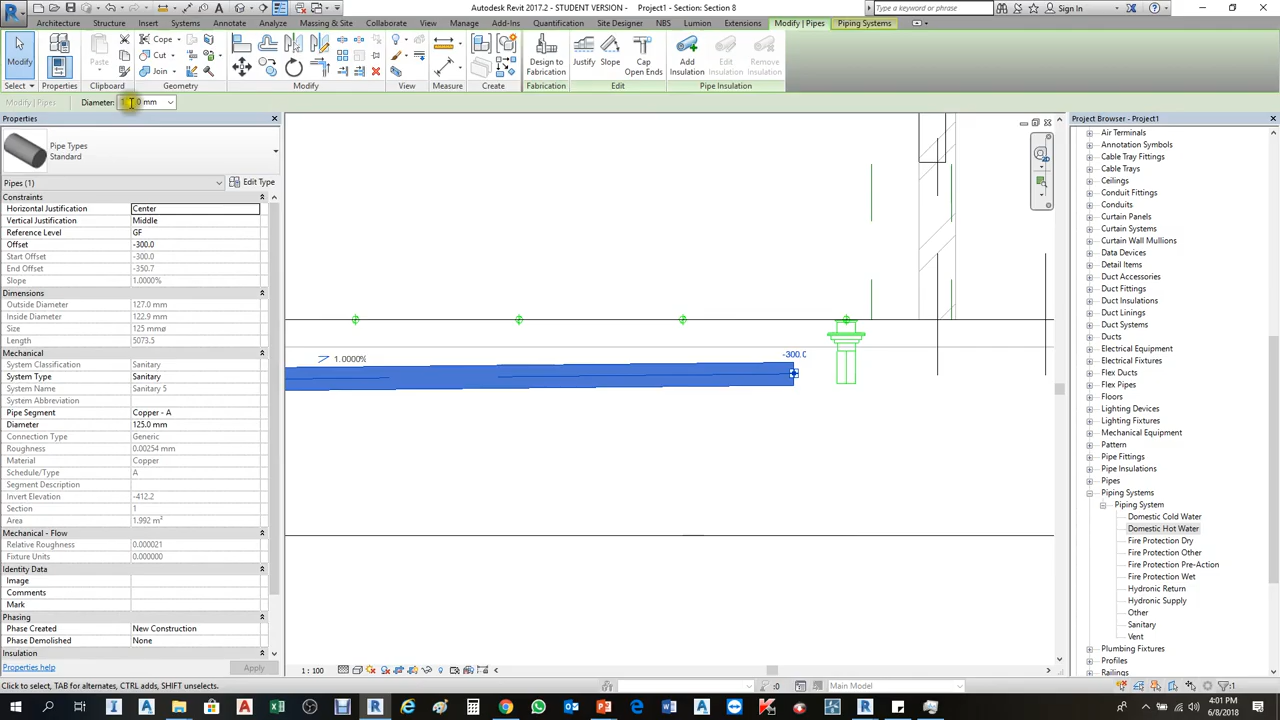 Autodesk Revit 2017.2 - STUDENT VERSION - Project1 - Section: Section 8
Type a keyword or phrase
Sign In
Architecture Structure Insert Systems Annotate Analyze Massing & Site Collaborate View Manage Add-Ins Quantification Site Designer NBS Lumion Extensions Modify | Pipes Piping Systems
Modify
Paste
Cope
Cut
Join
Design to Fabrication
Justify
Slope
Cap Open Ends
Add Insulation
Edit Insulation
Remove Insulation
Select Properties Clipboard Geometry Modify View Measure Create Fabrication Edit Pipe Insulation
Modify | Pipes Diameter: mm
Properties
Pipe Types
Standard
Pipes (1) Edit Type
Constraints
Horizontal Justification Center
Vertical Justification Middle
Reference Level GF
Offset -300.0
Start Offset -300.0
End Offset -350.7
Slope 1.0000%
Dimensions
Outside Diameter 127.0 mm
Inside Diameter 122.9 mm
Size 125 mmø
Length 5073.5
Mechanical
System Classification Sanitary
System Type Sanitary
System Name Sanitary 5
System Abbreviation
Pipe Segment Copper - A
Diameter 125.0 mm
Connection Type Generic
Roughness 0.00254 mm
Material Copper
Schedule/Type A
Segment Description
Invert Elevation -412.2
Section 1
Area 1.992 m²
Mechanical - Flow
Relative Roughness 0.000021
Fixture Units 0.000000
Identity Data
Image
Comments
Mark
Phasing
Phase Created New Construction
Phase Demolished None
Insulation
Properties help Apply
-300.0
1.0000%
1 : 100
Project Browser - Project1
Air Terminals
Annotation Symbols
Cable Tray Fittings
Cable Trays
Ceilings
Conduit Fittings
Conduits
Curtain Panels
Curtain Systems
Curtain Wall Mullions
Data Devices
Detail Items
Duct Accessories
Duct Fittings
Duct Linings
Duct Systems
Ducts
Electrical Equipment
Electrical Fixtures
Flex Ducts
Flex Pipes
Floors
Lighting Devices
Lighting Fixtures
Mechanical Equipment
Pattern
Pipe Fittings
Pipe Insulations
Pipes
Piping Systems
Piping System
Domestic Cold Water
Domestic Hot Water
Fire Protection Dry
Fire Protection Other
Fire Protection Pre-Action
Fire Protection Wet
Hydronic Return
Hydronic Supply
Other
Sanitary
Vent
Plumbing Fixtures
Profiles
Railings
Click to select, TAB for alternates, CTRL adds, SHIFT unselects.
:0
Main Model
:1
4:01 PM
6/8/2018